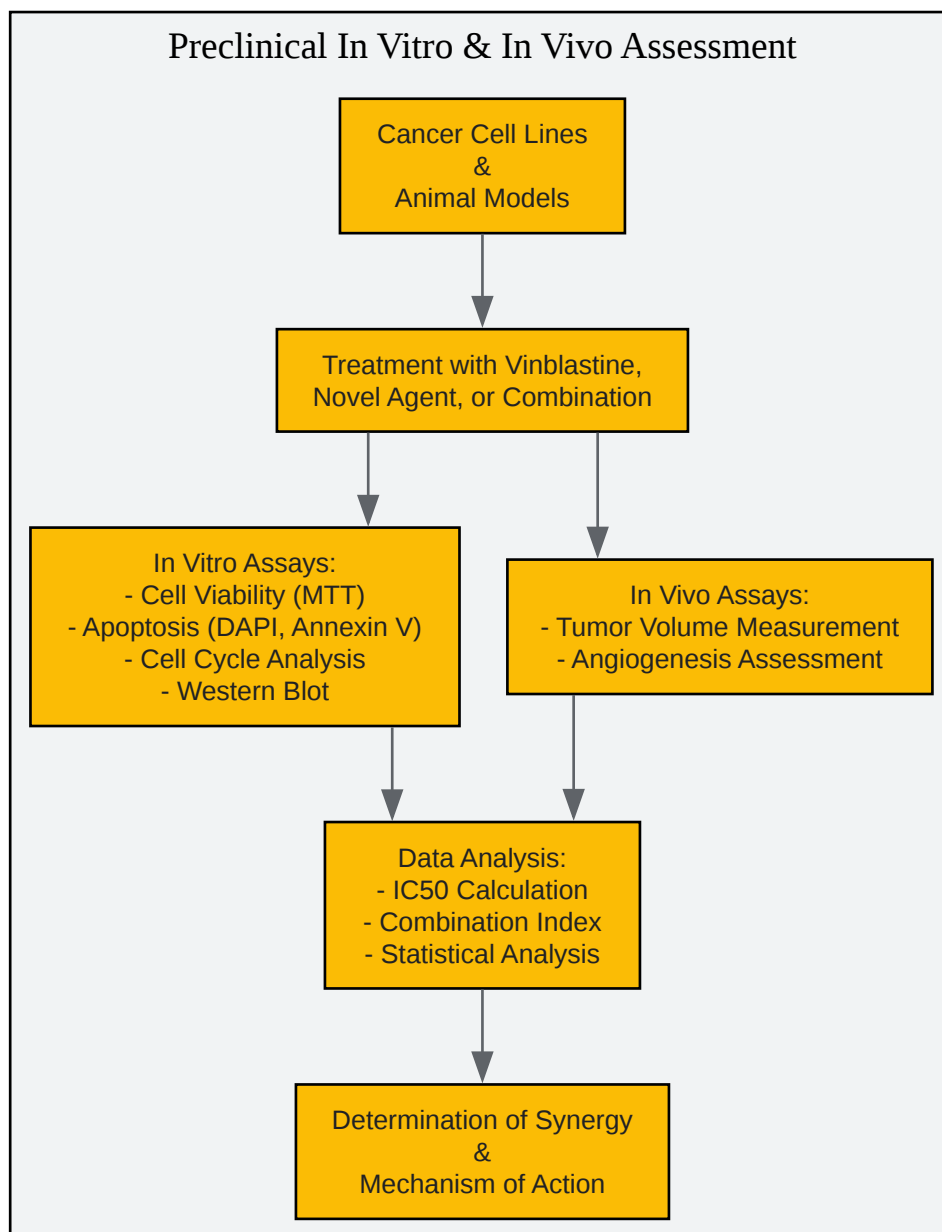 Preclinical In Vitro & In Vivo Assessment
Cancer Cell Lines
&
Animal Models
Treatment with Vinblastine,
Novel Agent, or Combination
In Vitro Assays:
- Cell Viability (MTT)
- Apoptosis (DAPI, Annexin V)
- Cell Cycle Analysis
- Western Blot
In Vivo Assays:
- Tumor Volume Measurement
- Angiogenesis Assessment
Data Analysis:
- IC50 Calculation
- Combination Index
- Statistical Analysis
Determination of Synergy
&
Mechanism of Action